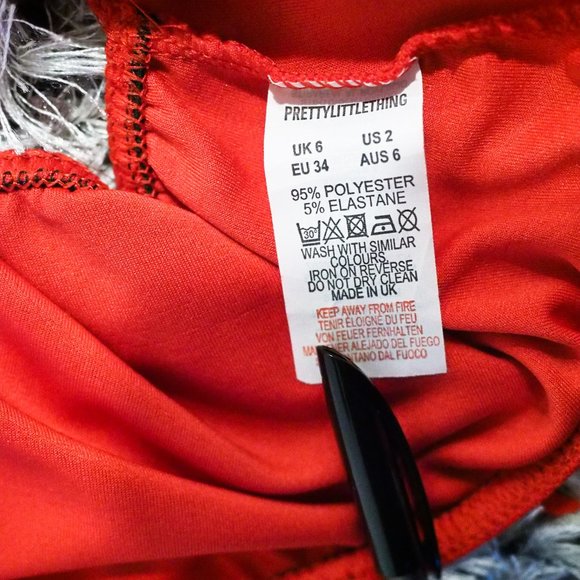 PRETTYLITTLETHING
UK 6 US 2
EU 34 AUS 6
95% POLYESTER
5% ELASTANE
30°
WASH WITH SIMILAR
COLOURS
IRON ON REVERSE
DO NOT DRY CLEAN
MADE IN UK
KEEP AWAY FROM FIRE
TENIR ÉLOIGNÉ DU FEU
VON FEUER FERNHALTEN
ALEJADO DEL FUEGO
DAL FUOCO